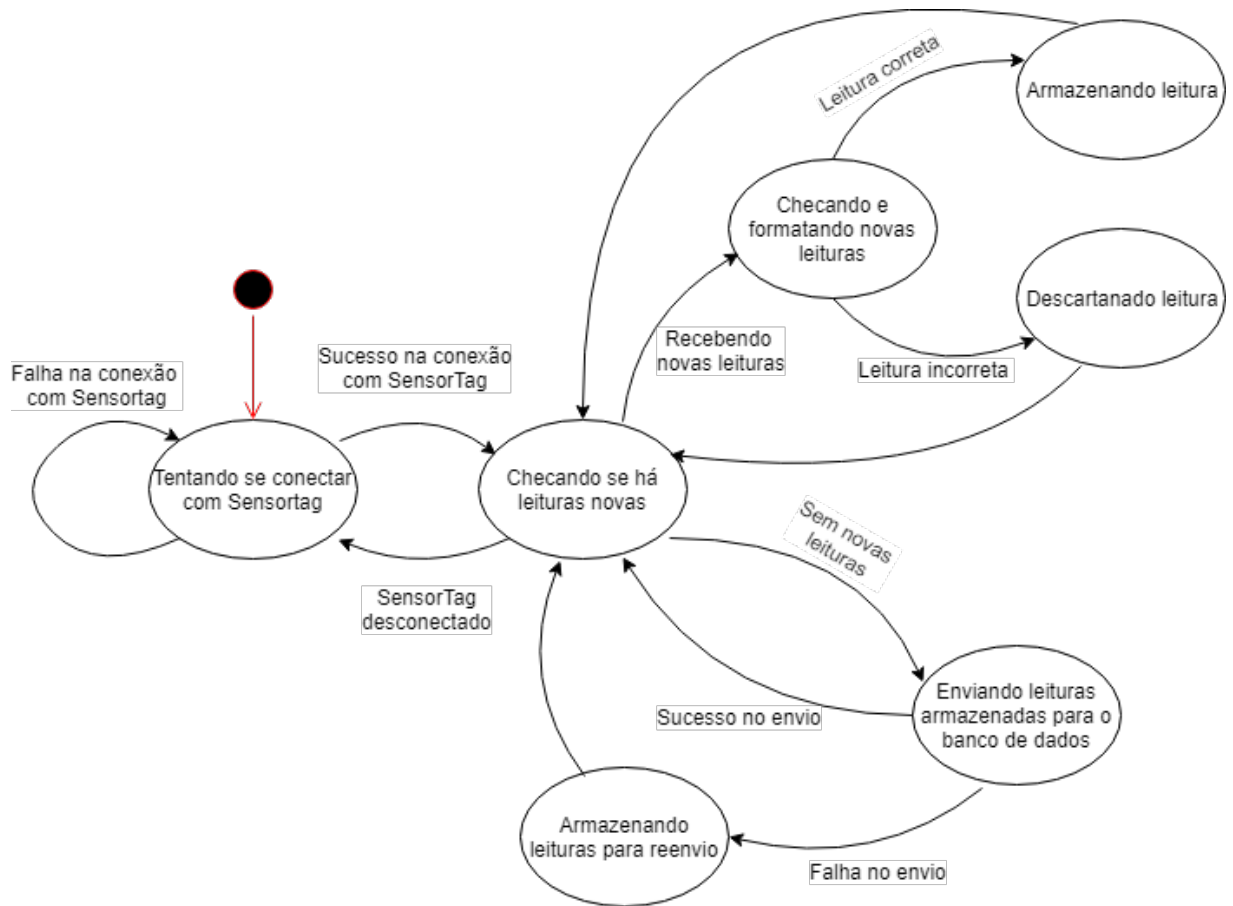 Leitura correta
Armazenando leitura
Checando e
formatando novas
leituras
Descartanado leitura
Recebendo
novas leituras
Leitura incorreta
Sucesso na conexão
com SensorTag
Falha na conexão
com Sensortag
Tentando se conectar
com Sensortag
Checando se há
leituras novas
Sem novas
leituras
SensorTag
desconectado
Enviando leituras
armazenadas para o
banco de dados
Sucesso no envio
Armazenando
leituras para reenvio
Falha no envio